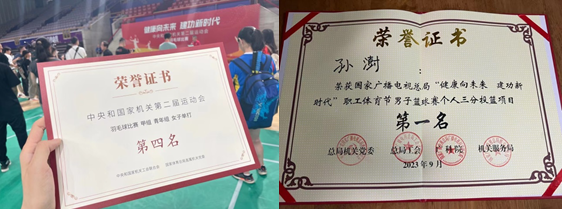 健康向未来 建功新时代
荣誉证书
中央和国家机关第二届运动会
羽毛球比赛 甲组 青年组 女子单打
第四名
荣誉证书
孙澍 :
荣获国家广播电视总局“健康向未来 建功新
时代”职工体育节男子篮球赛个人三分投篮项目
第一名
总局机关党委 总局工会 广科院 机关服务局
2023年9月